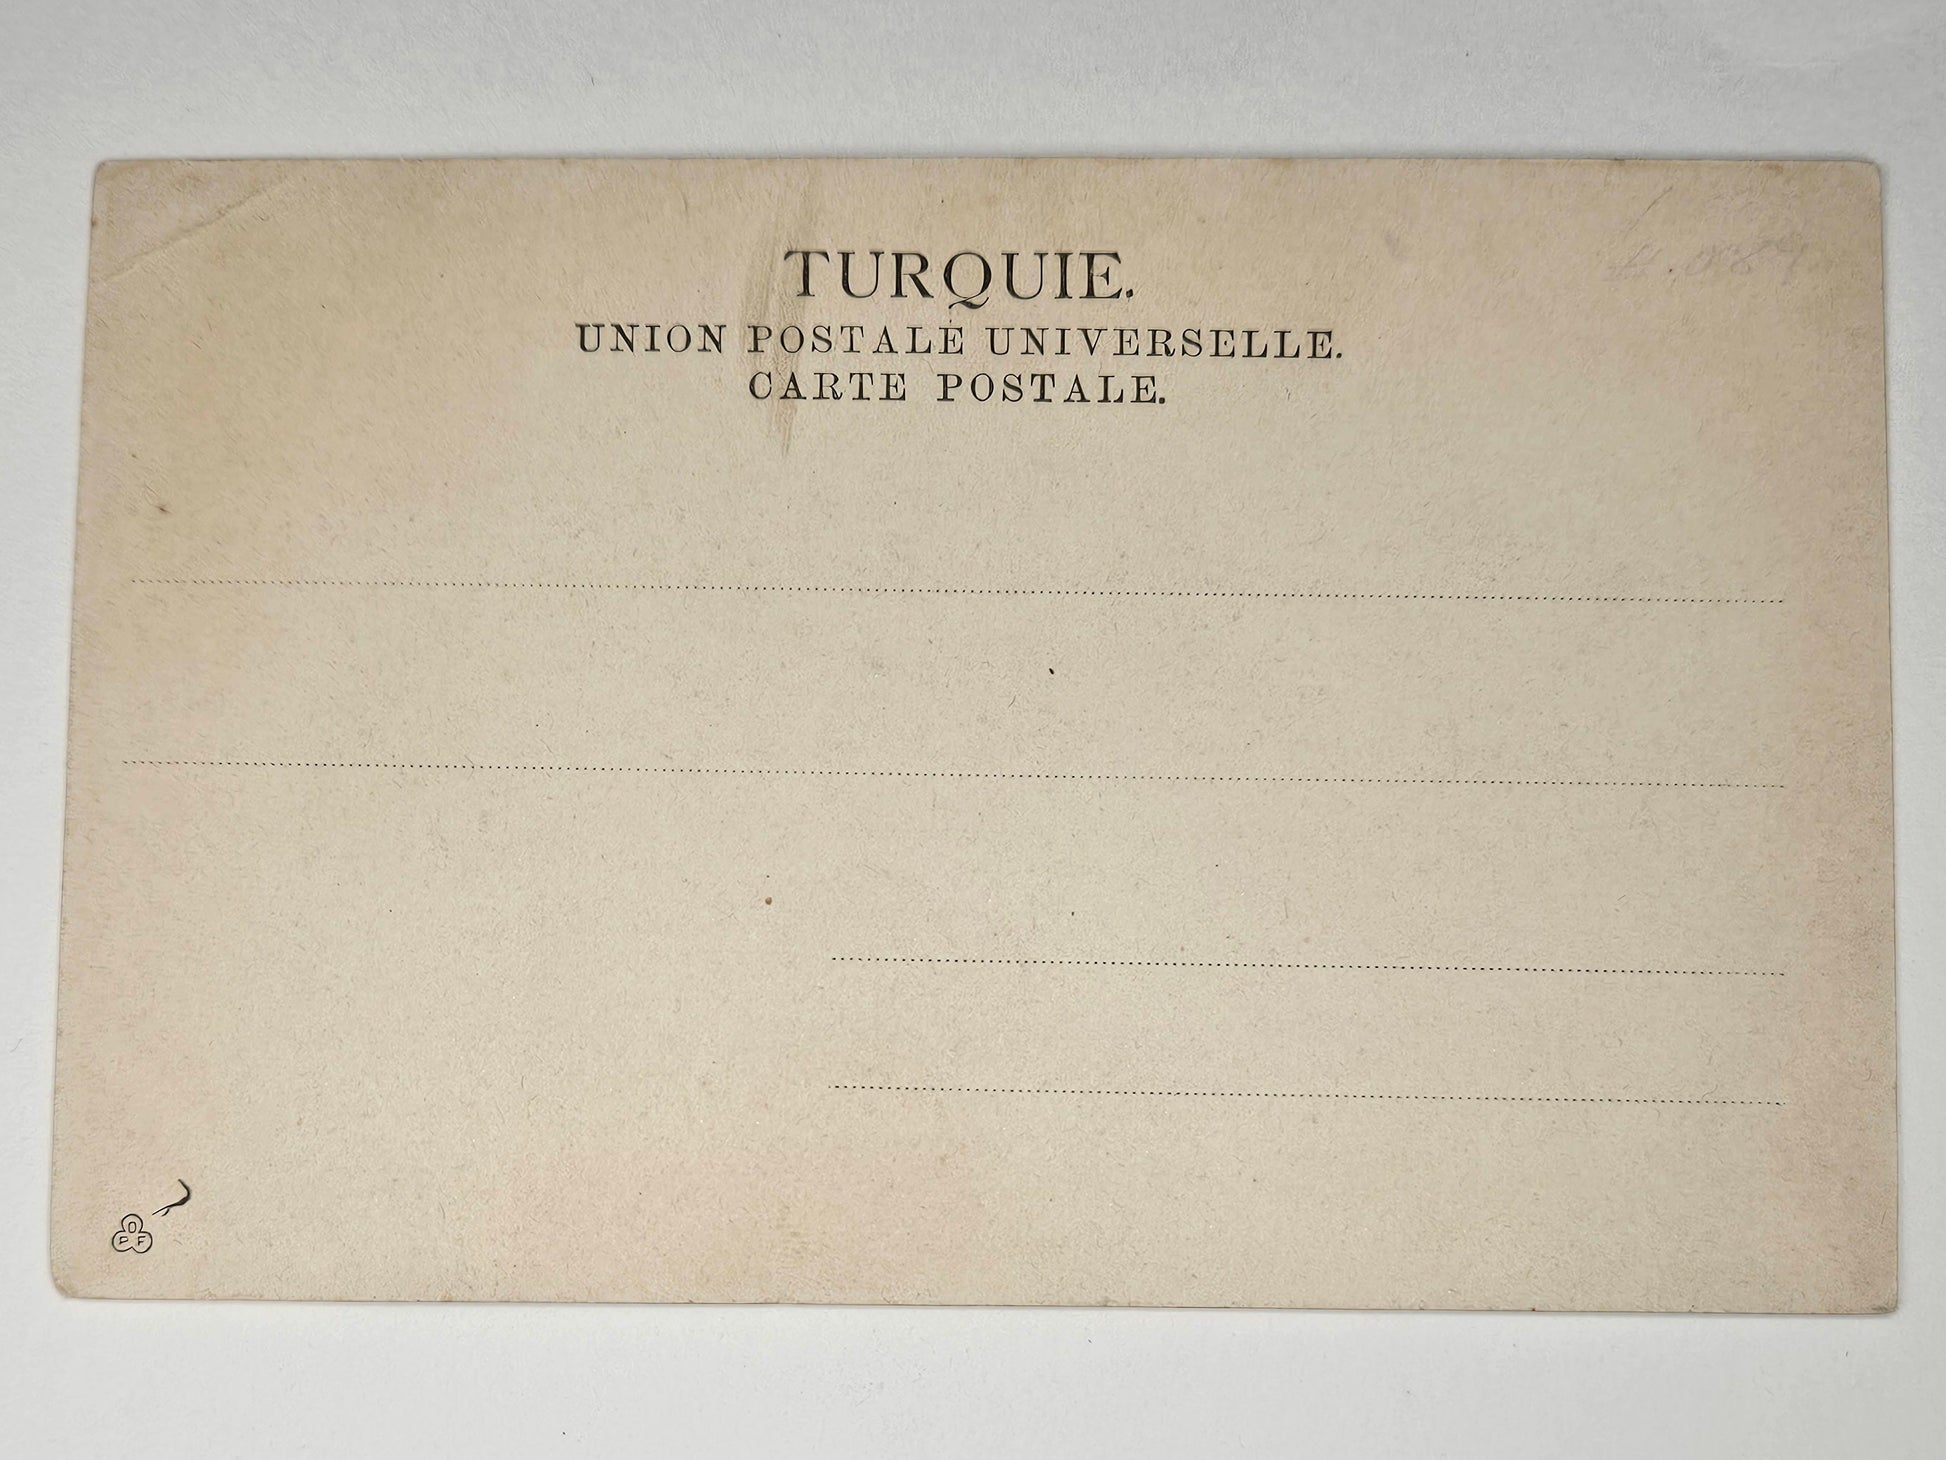 TURQUIE.
UNION POSTALE UNIVERSELLE.
CARTE POSTALE.
O
P F